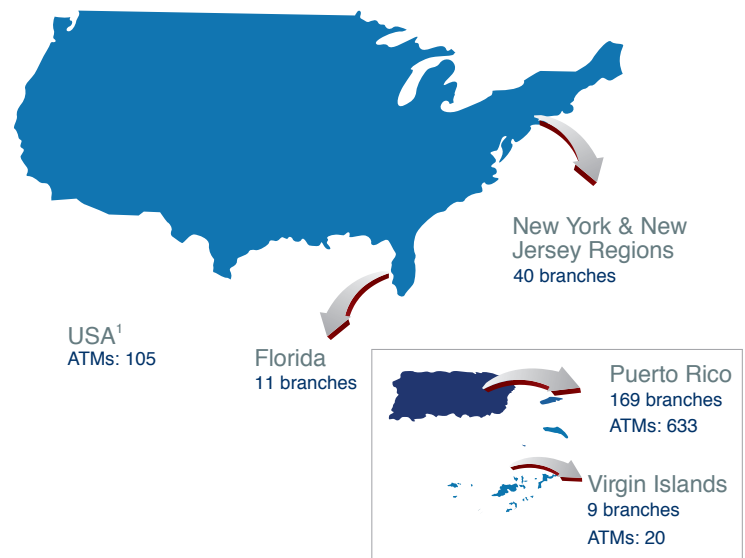 New York & New
Jersey Regions
40 branches
USA¹
ATMs: 105
Florida
11 branches
Puerto Rico
169 branches
ATMs: 633
Virgin Islands
9 branches
ATMs: 20